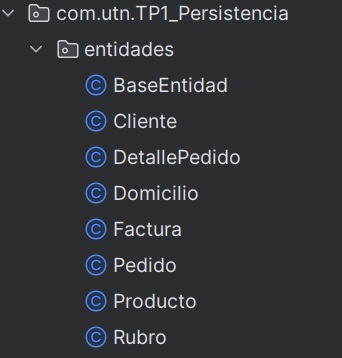 com.utn.TP1_Persistencia
entidades
BaseEntidad
Cliente
DetallePedido
Domicilio
Factura
Pedido
Producto
Rubro